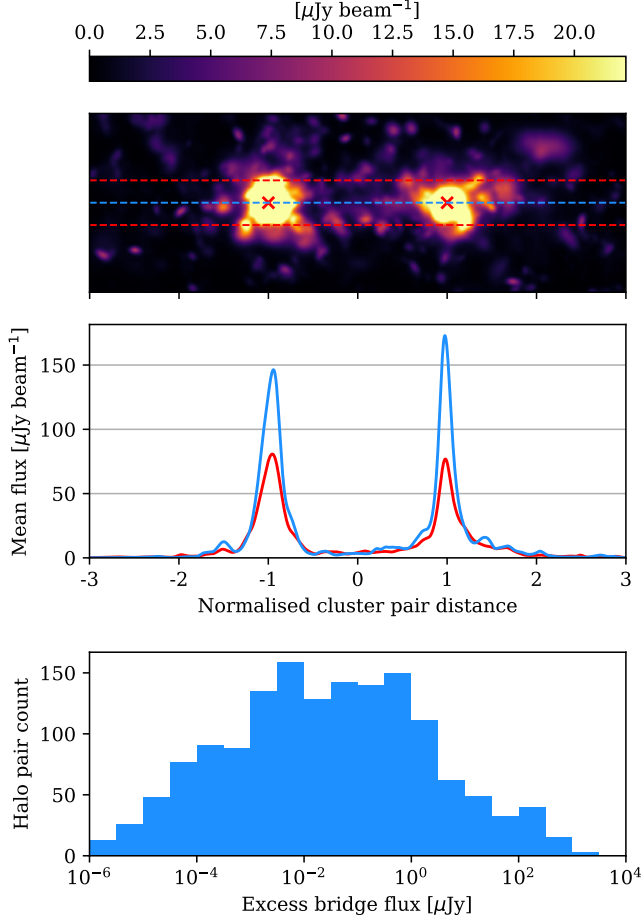 [μJy beam⁻¹]
0.0 2.5 5.0 7.5 10.0 12.5 15.0 17.5 20.0
Mean flux [μJy beam⁻¹]
150
100
50
0
-3 -2 -1 0 1 2 3
Normalised cluster pair distance
Halo pair count
150
100
50
0
10⁻⁶ 10⁻⁴ 10⁻² 10⁰ 10² 10⁴
Excess bridge flux [μJy]